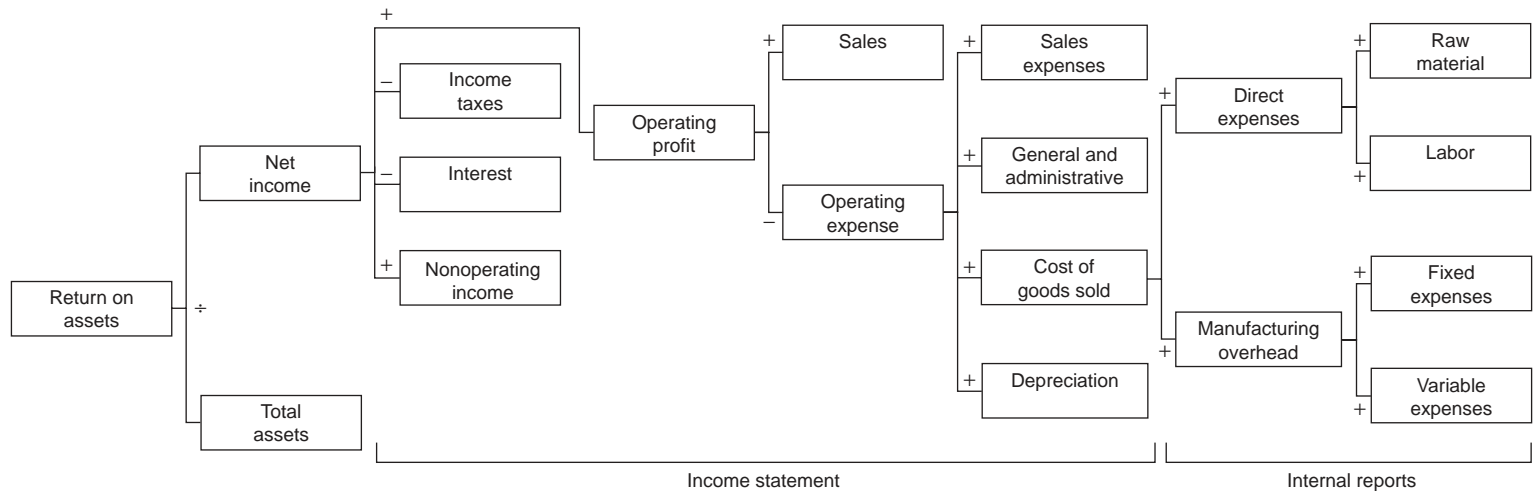 Return on
assets
÷
Net
income
Total
assets
+
−
Income
taxes
−
Interest
+
Nonoperating
income
Operating
profit
+
Sales
−
Operating
expense
+
Sales
expenses
+
General and
administrative
+
Cost of
goods sold
+
Depreciation
+
Direct
expenses
+
Manufacturing
overhead
+
Raw
material
+
Labor
+
Fixed
expenses
+
Variable
expenses
Income statement
Internal reports